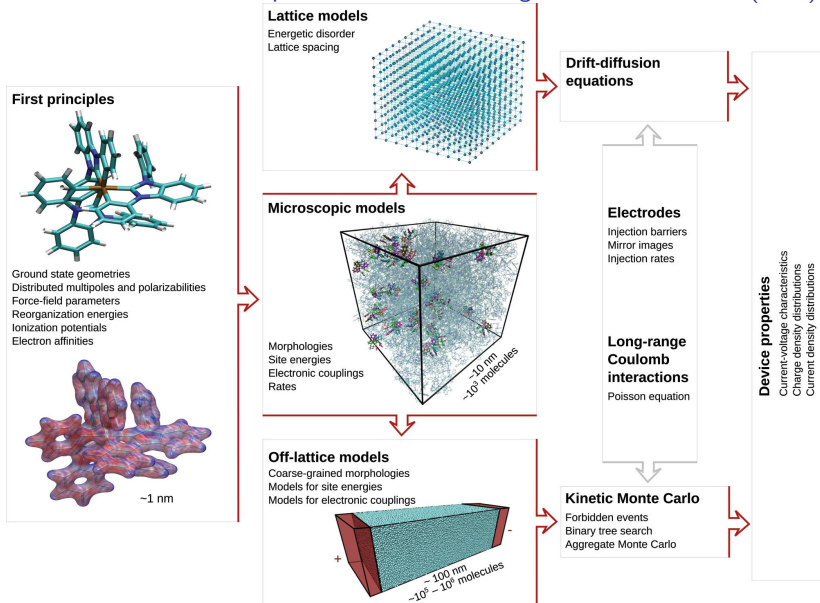 Lattice models
Energetic disorder
Lattice spacing
First principles
Ground state geometries
Distributed multipoles and polarizabilities
Force-field parameters
Reorganization energies
Ionization potentials
Electron affinities
~1 nm
Microscopic models
Morphologies
Site energies
Electronic couplings
Rates
~10 nm
~10³ molecules
Off-lattice models
Coarse-grained morphologies
Models for site energies
Models for electronic couplings
+
-
~ 100 nm
~10⁵ – 10⁶ molecules
Drift-diffusion
equations
Electrodes
Injection barriers
Mirror images
Injection rates
Long-range
Coulomb
interactions
Poisson equation
Kinetic Monte Carlo
Forbidden events
Binary tree search
Aggregate Monte Carlo
Device properties
Current-voltage characteristics
Charge density distributions
Current density distributions